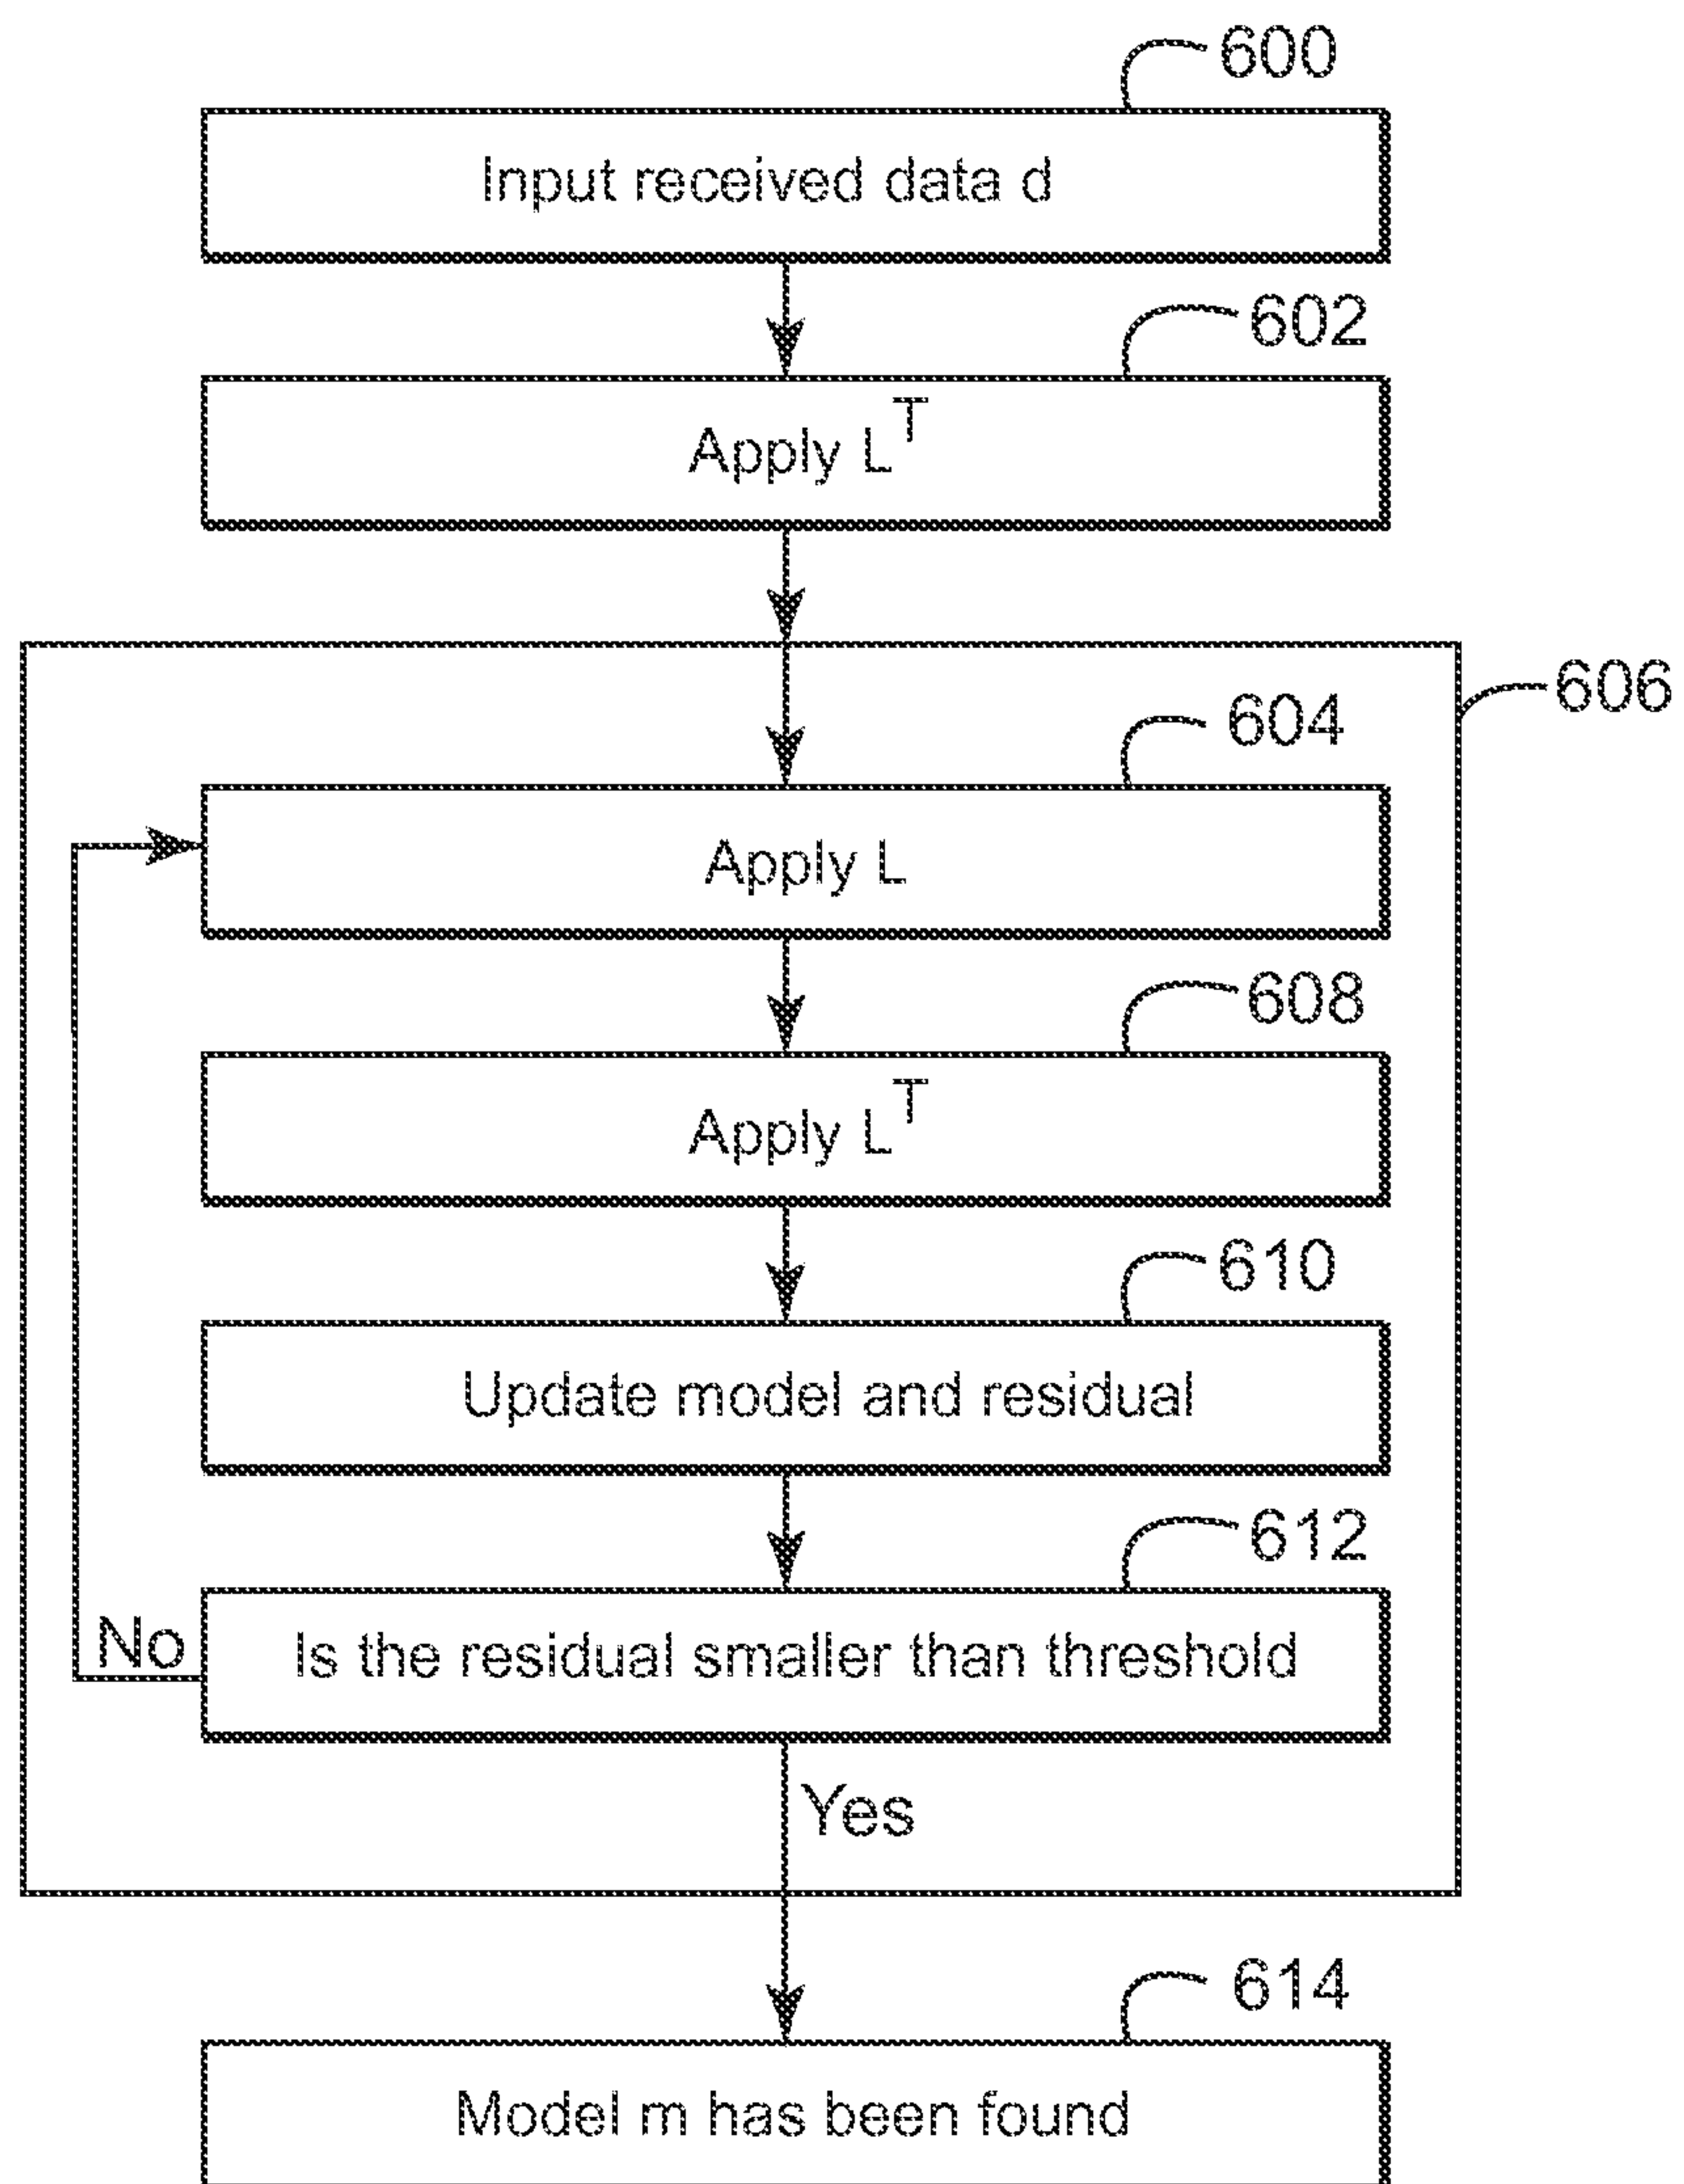 600
Input received data d
602
Apply L^T
606
604
Apply L
608
Apply L^T
610
Update model and residual
612
No
Is the residual smaller than threshold
Yes
614
Model m has been found